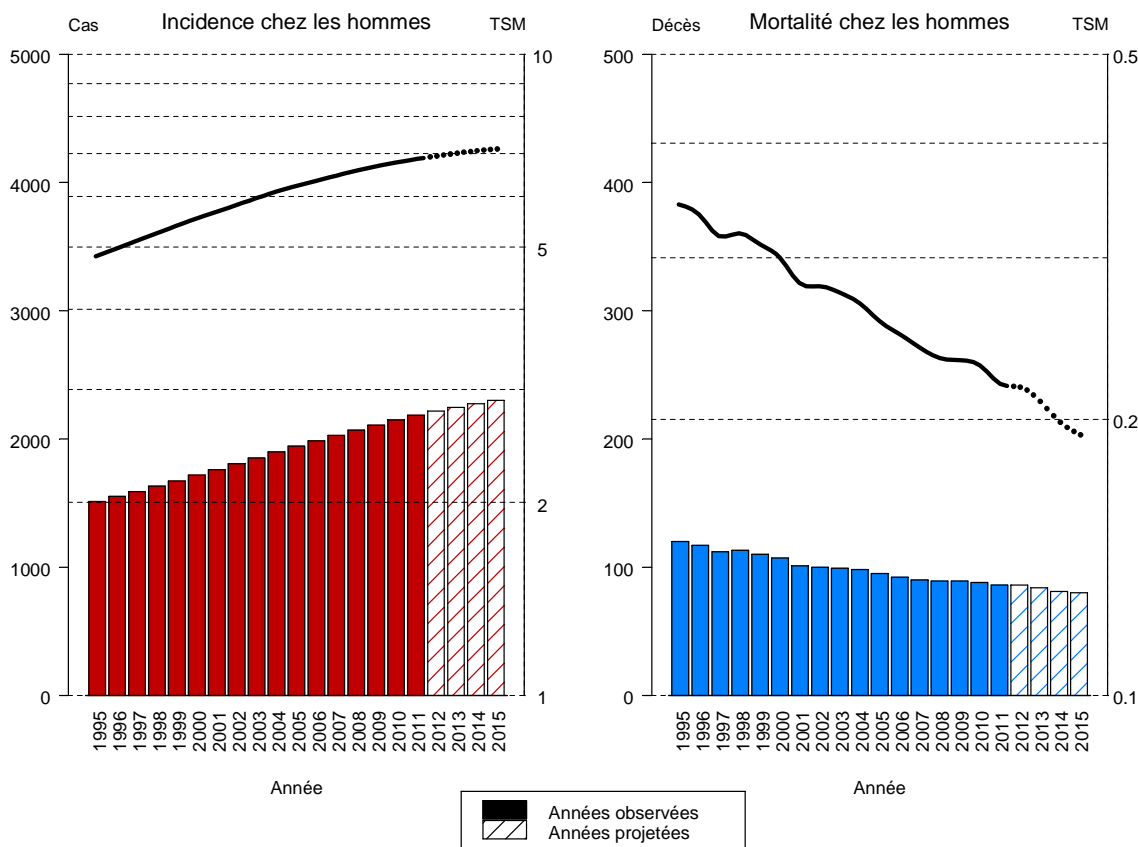 Cas Incidence chez les hommes TSM
5000
4000
3000
2000
1000
0
10
5
2
1
1995 1996 1997 1998 1999 2000 2001 2002 2003 2004 2005 2006 2007 2008 2009 2010 2011 2012 2013 2014 2015
Année
Décès Mortalité chez les hommes TSM
500
400
300
200
100
0
0.5
0.2
0.1
1995 1996 1997 1998 1999 2000 2001 2002 2003 2004 2005 2006 2007 2008 2009 2010 2011 2012 2013 2014 2015
Année
Années observées
Années projetées